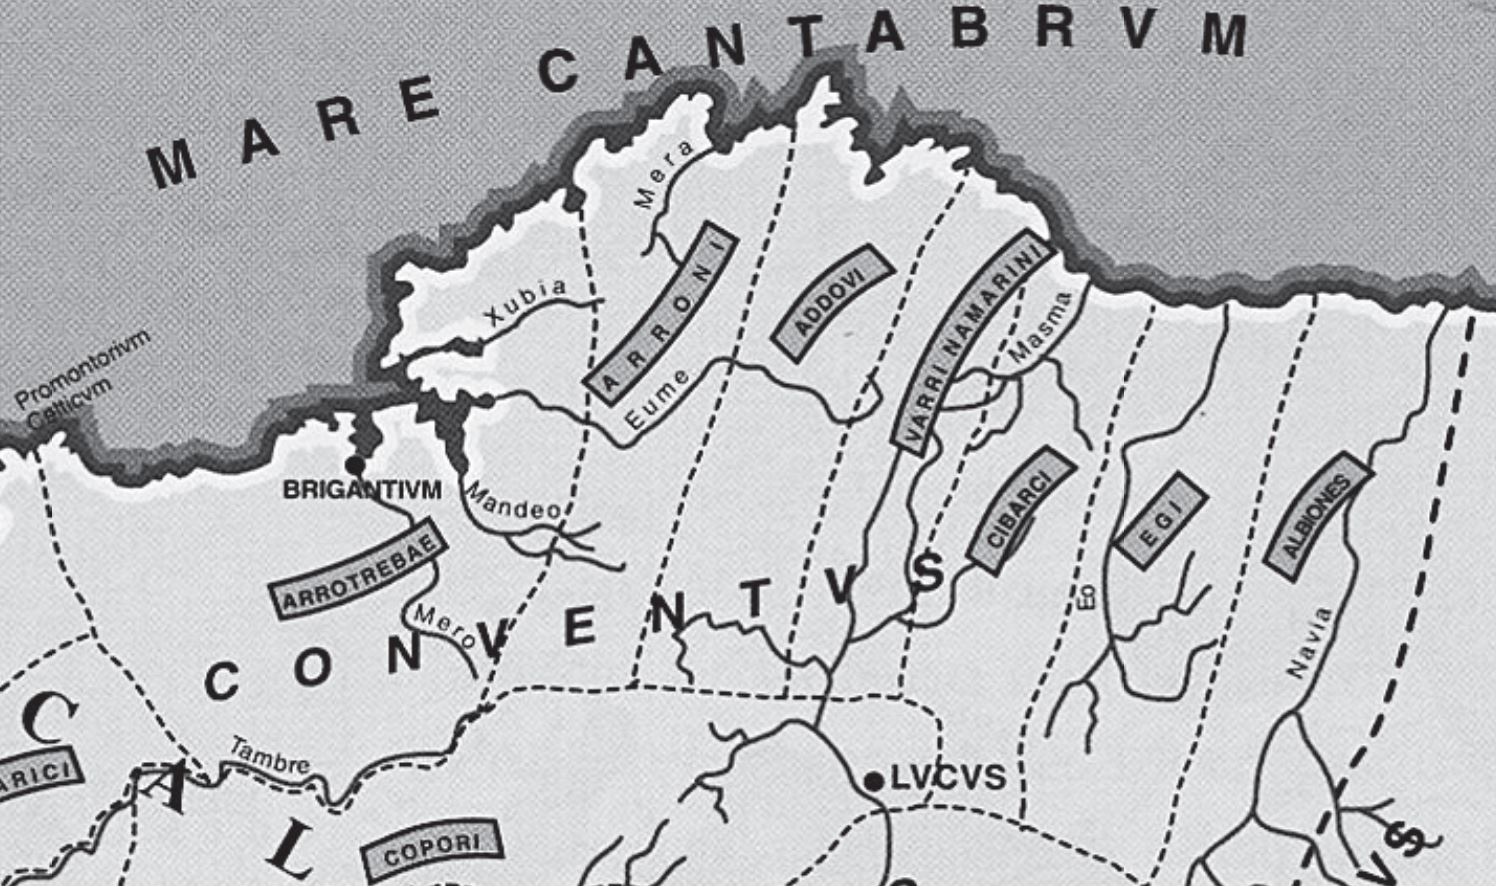 MARE CANTABRVM
Mera
Xubia
ARRONI
ADDOVI
VARRI NAMARINI
Masma
Promontorivm
Celticvm
Eume
BRIGANTIVM
Mandeo
CIBARCI
EGI
ALBIONES
ARROTREBAE
Mero
Eo
Navia
CONVENTVS
C
ARICI
A
Tambre
L
LVCVS
COPORI
VS